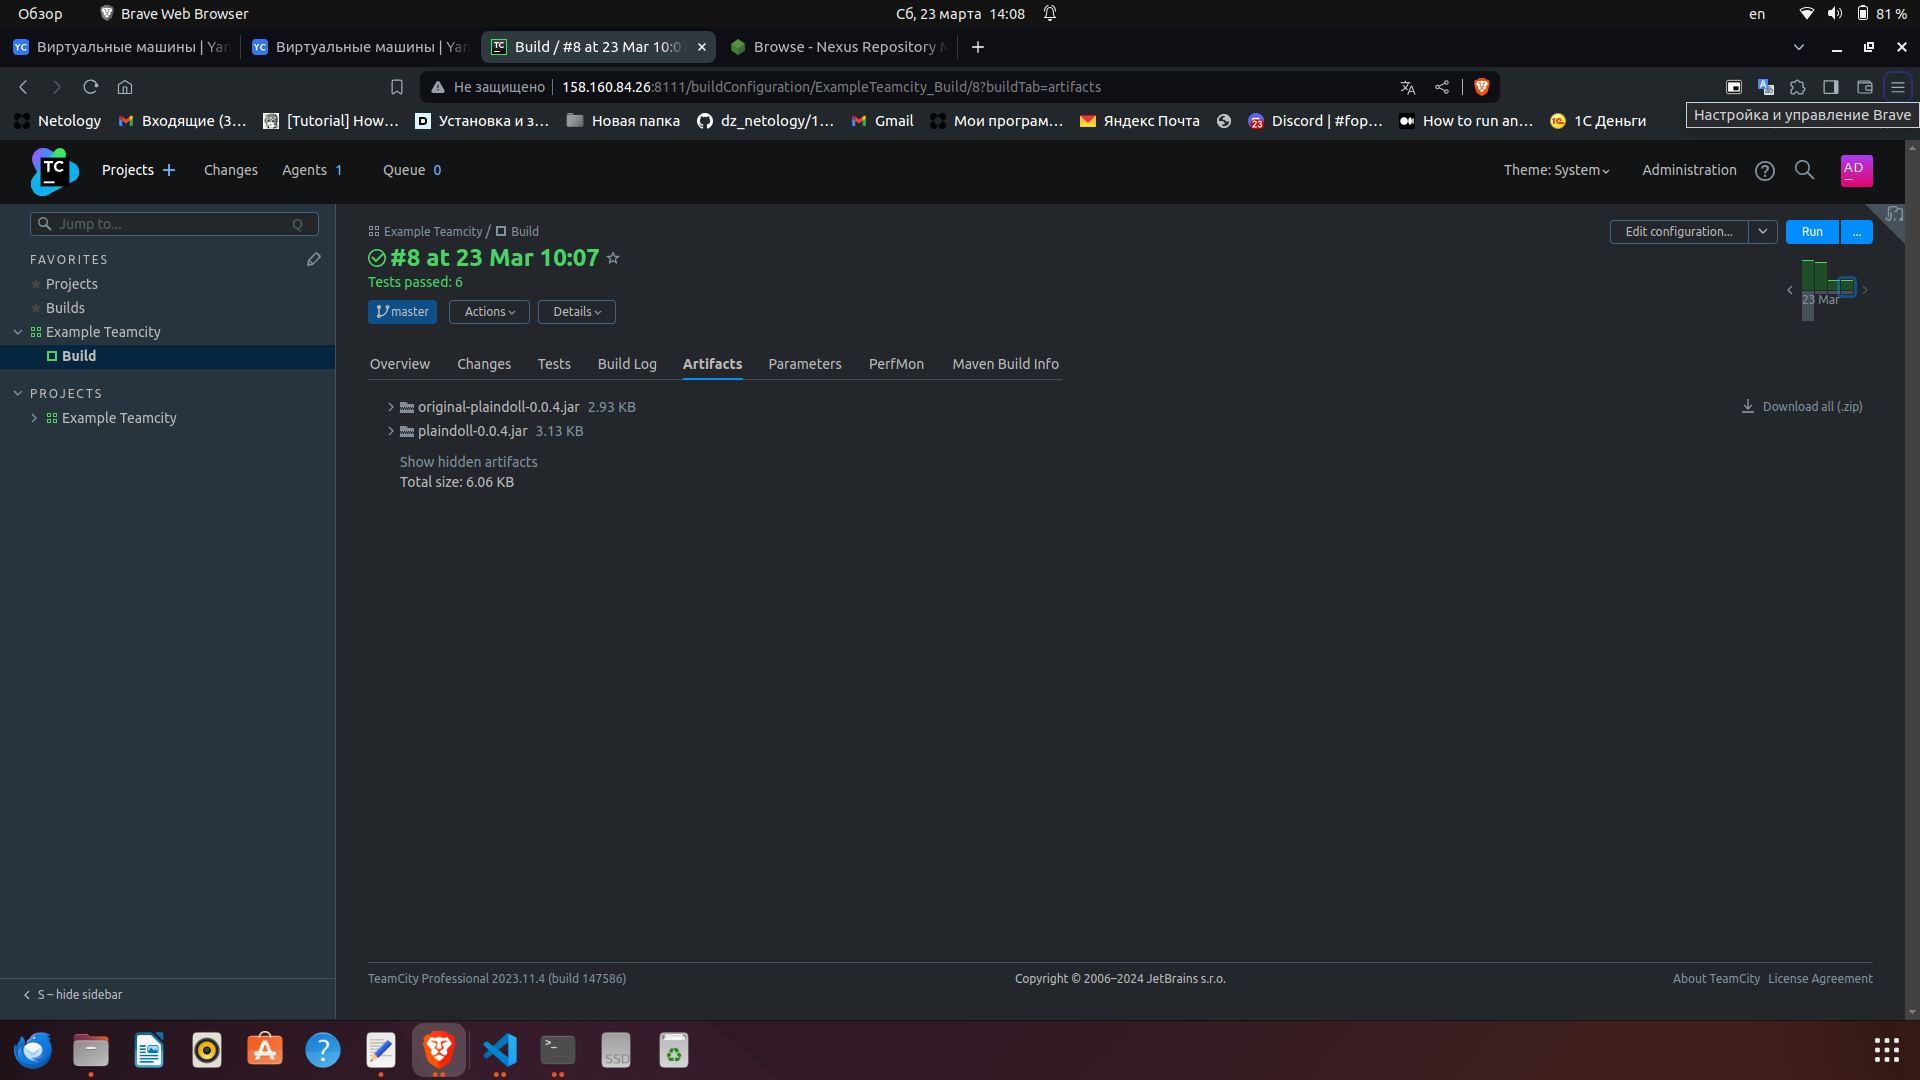 Обзор
Brave Web Browser
Сб, 23 марта 14:08
en
81 %
Виртуальные машины | Yan
Виртуальные машины | Yan
Build / #8 at 23 Mar 10:07
Browse - Nexus Repository M
Не защищено
158.160.84.26:8111/buildConfiguration/ExampleTeamcity_Build/8?buildTab=artifacts
Netology
Входящие (3...
[Tutorial] How...
Установка и з...
Новая папка
dz_netology/1...
Gmail
Мои програм...
Яндекс Почта
Discord | #fop...
How to run an...
1С Деньги
Настройка и управление Brave
TC
Projects
Changes
Agents 1
Queue 0
Theme: System
Administration
AD
Jump to...
Q
FAVORITES
Projects
Builds
Example Teamcity
Build
PROJECTS
Example Teamcity
Example Teamcity / Build
Edit configuration...
Run
...
#8 at 23 Mar 10:07
Tests passed: 6
23 Mar
master
Actions
Details
Overview
Changes
Tests
Build Log
Artifacts
Parameters
PerfMon
Maven Build Info
original-plaindoll-0.0.4.jar 2.93 KB
Download all (.zip)
plaindoll-0.0.4.jar 3.13 KB
Show hidden artifacts
Total size: 6.06 KB
TeamCity Professional 2023.11.4 (build 147586)
Copyright © 2006–2024 JetBrains s.r.o.
About TeamCity
License Agreement
S – hide sidebar
SSD